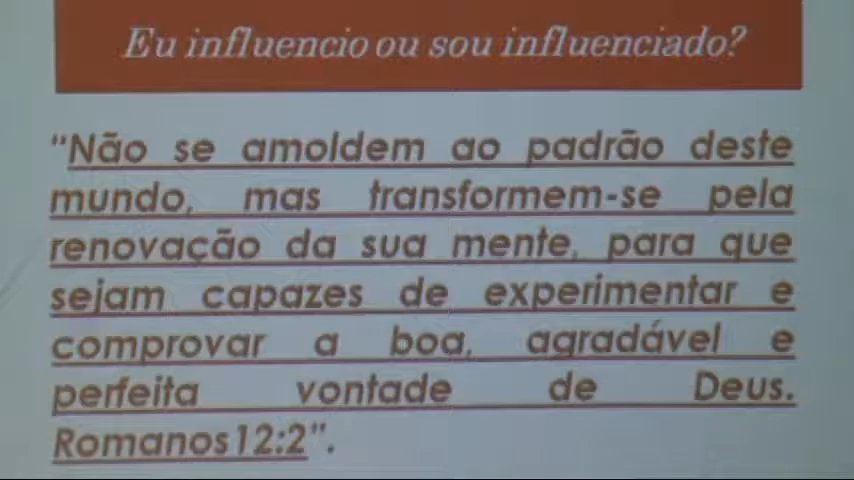 Eu influencio ou sou influenciado?
“Não se amoldem ao padrão deste
mundo, mas transformem-se pela
renovação da sua mente, para que
sejam capazes de experimentar e
comprovar a boa, agradável e
perfeita vontade de Deus.
Romanos12:2”.